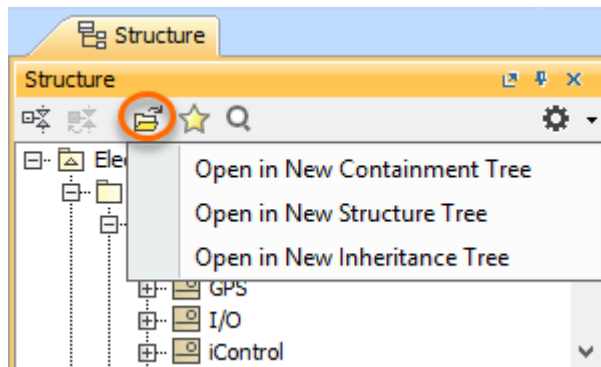 Structure
Structure
Ele
Open in New Containment Tree
Open in New Structure Tree
Open in New Inheritance Tree
GPS
I/O
iControl